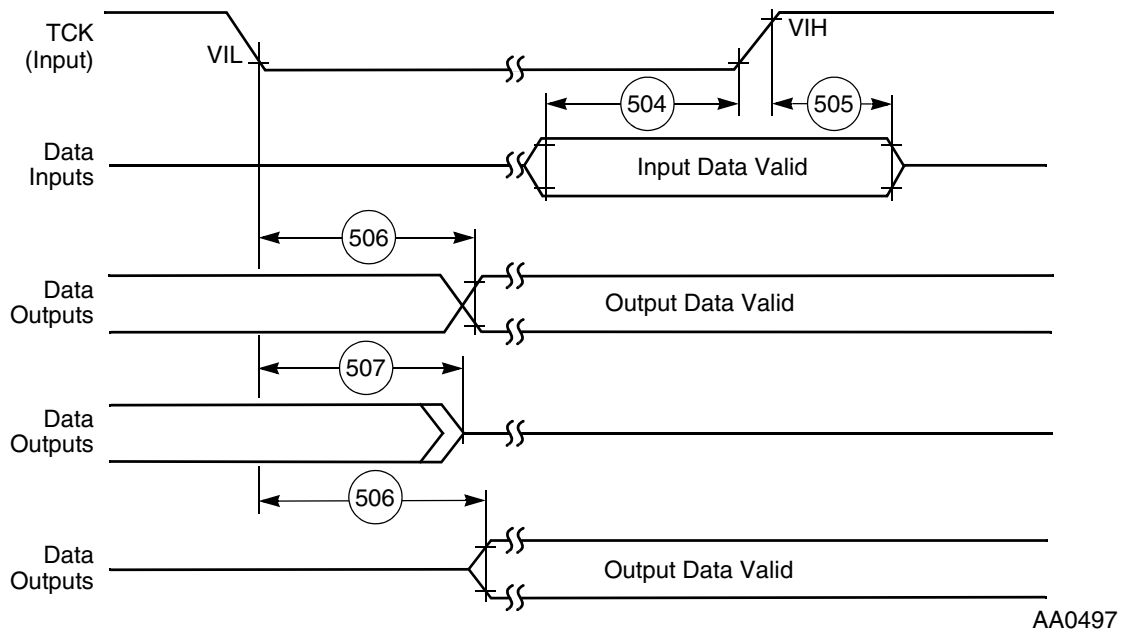 TCK
(Input)
VIL
VIH
504
505
Data
Inputs
Input Data Valid
506
Data
Outputs
Output Data Valid
507
Data
Outputs
506
Data
Outputs
Output Data Valid
AA0497